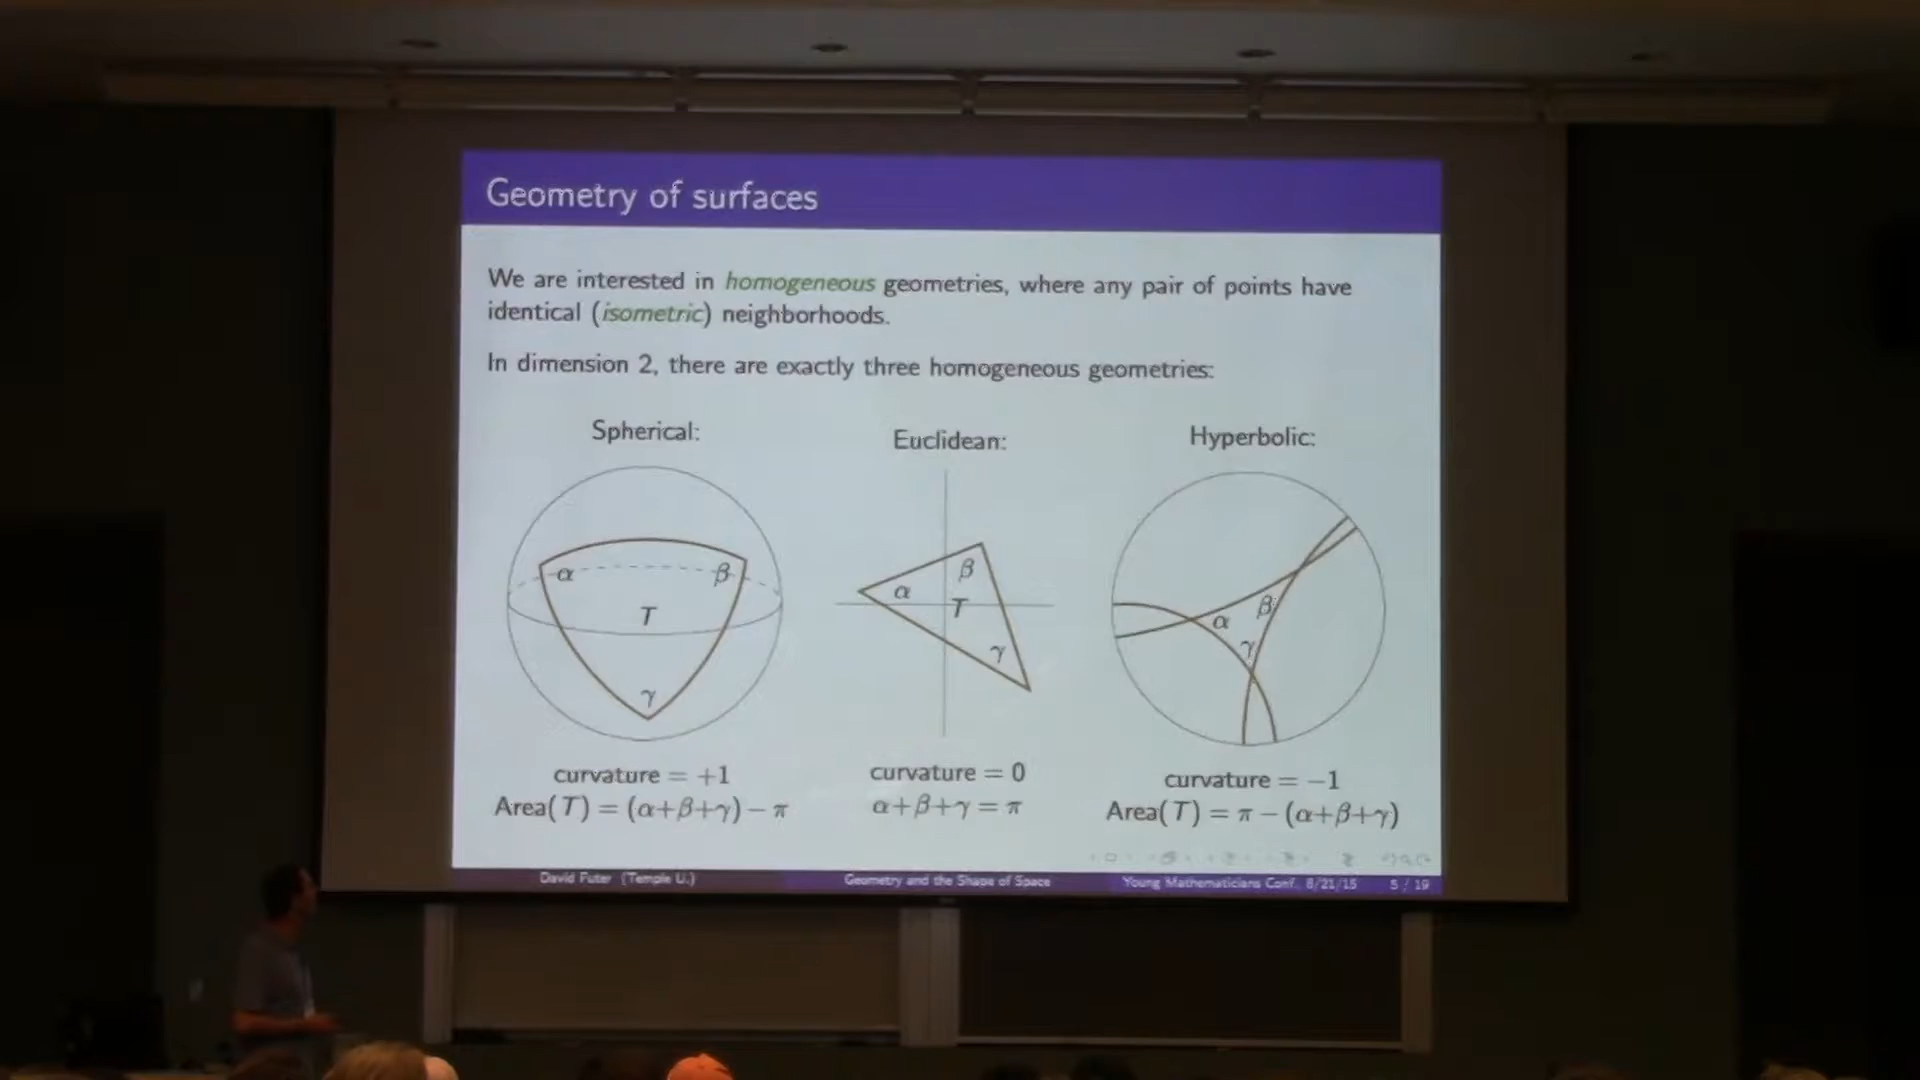 Geometry of surfaces
We are interested in homogeneous geometries, where any pair of points have
identical (isometric) neighborhoods.
In dimension 2, there are exactly three homogeneous geometries:
Spherical:
Euclidean:
Hyperbolic:
α
β
T
γ
β
α
T
γ
β
α
γ
curvature = +1
Area(T) = (α+β+γ) − π
curvature = 0
α+β+γ = π
curvature = −1
Area(T) = π − (α+β+γ)
David Futer (Temple U.)
Geometry and the Shape of Space
Young Mathematicians Conf. 8/21/15
5 / 19